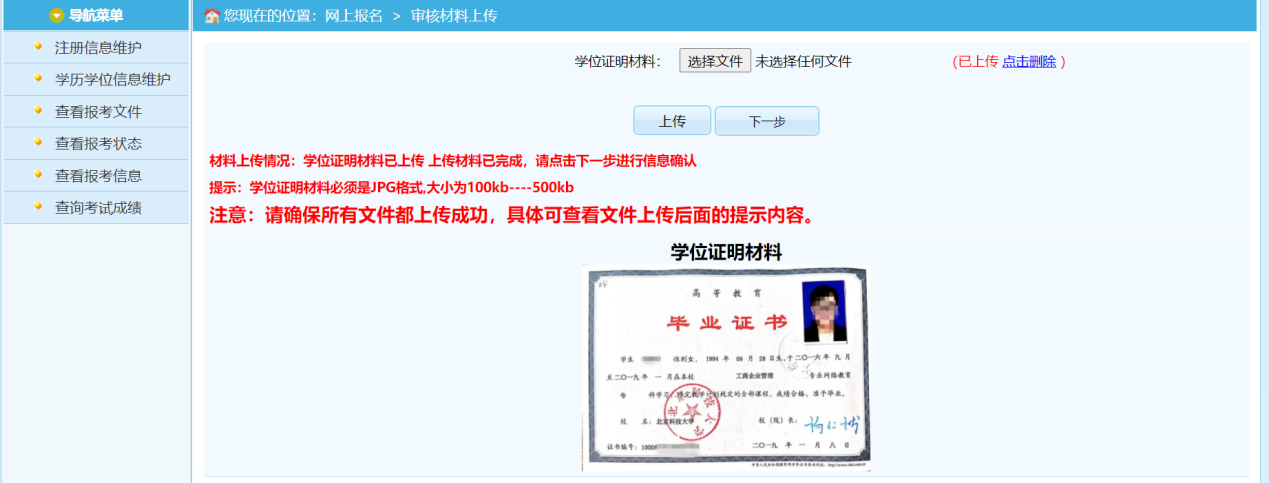 导航菜单
您现在的位置：网上报名 > 审核材料上传
注册信息维护
学历学位信息维护
查看报考文件
查看报考状态
查看报考信息
查询考试成绩
学位证明材料： 选择文件 未选择任何文件 （已上传 点击删除 ）
上传 下一步
材料上传情况：学位证明材料已上传 上传材料已完成，请点击下一步进行信息确认
提示：学位证明材料必须是JPG格式,大小为100kb----500kb
注意：请确保所有文件都上传成功，具体可查看文件上传后面的提示内容。
学位证明材料
高 等 教 育
毕 业 证 书
学生 性别女，1984 年 09 月 28 日生,于二〇一六年 九 月
至二〇一九年 一 月在本校 工商企业管理 专业网络教育
专 科学习，修完教学计划规定的全部课程，成绩合格，准予毕业。
校 名：北京科技大学 校（院）长：
证书编号： 二〇一九 年 一 月 八 日